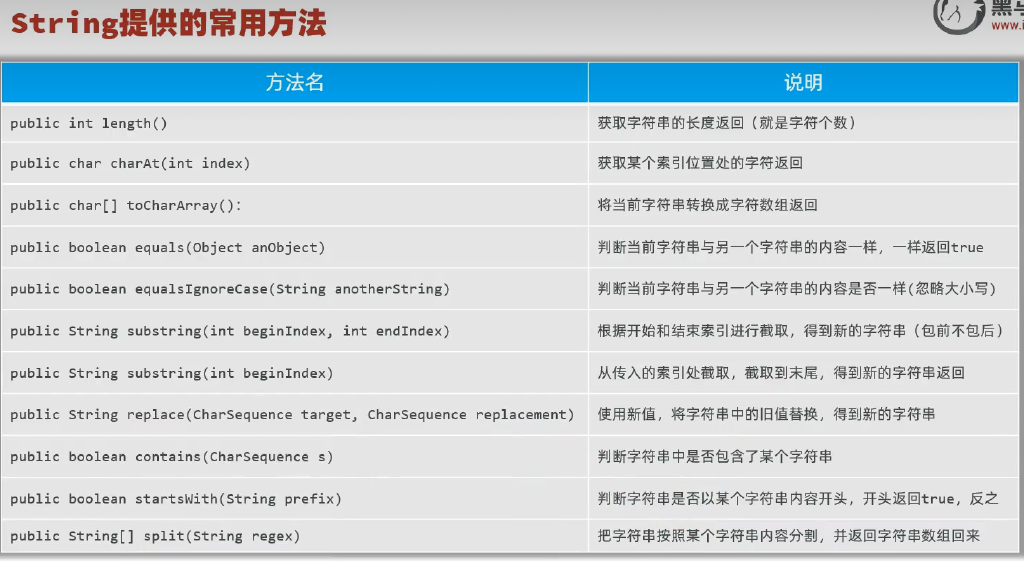 String提供的常用方法
黑马
www.i
方法名 说明
public int length() 获取字符串的长度返回（就是字符个数）
public char charAt(int index) 获取某个索引位置处的字符返回
public char[] toCharArray()： 将当前字符串转换成字符数组返回
public boolean equals(Object anObject) 判断当前字符串与另一个字符串的内容一样，一样返回true
public boolean equalsIgnoreCase(String anotherString) 判断当前字符串与另一个字符串的内容是否一样(忽略大小写)
public String substring(int beginIndex, int endIndex) 根据开始和结束索引进行截取，得到新的字符串（包前不包后）
public String substring(int beginIndex) 从传入的索引处截取，截取到末尾，得到新的字符串返回
public String replace(CharSequence target, CharSequence replacement) 使用新值，将字符串中的旧值替换，得到新的字符串
public boolean contains(CharSequence s) 判断字符串中是否包含了某个字符串
public boolean startsWith(String prefix) 判断字符串是否以某个字符串内容开头，开头返回true，反之
public String[] split(String regex) 把字符串按照某个字符串内容分割，并返回字符串数组回来